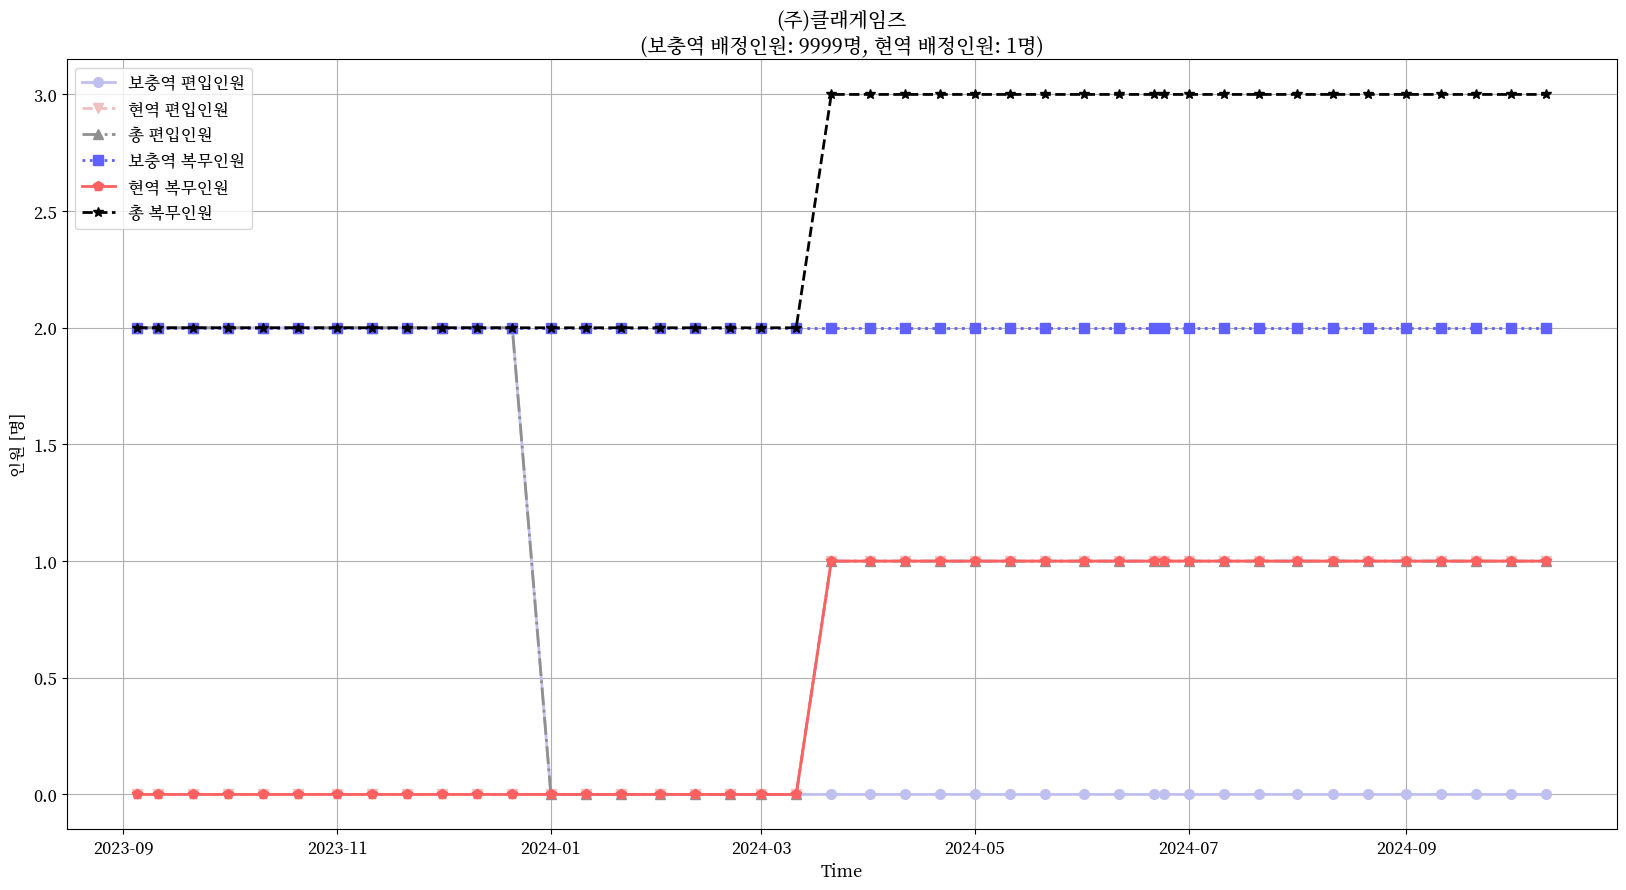 (주)클래게임즈
(보충역 배정인원: 9999명, 현역 배정인원: 1명)
보충역 편입인원
현역 편입인원
총 편입인원
보충역 복무인원
현역 복무인원
총 복무인원
인원 [명]
3.0
2.5
2.0
1.5
1.0
0.5
0.0
2023-09
2023-11
2024-01
2024-03
2024-05
2024-07
2024-09
Time